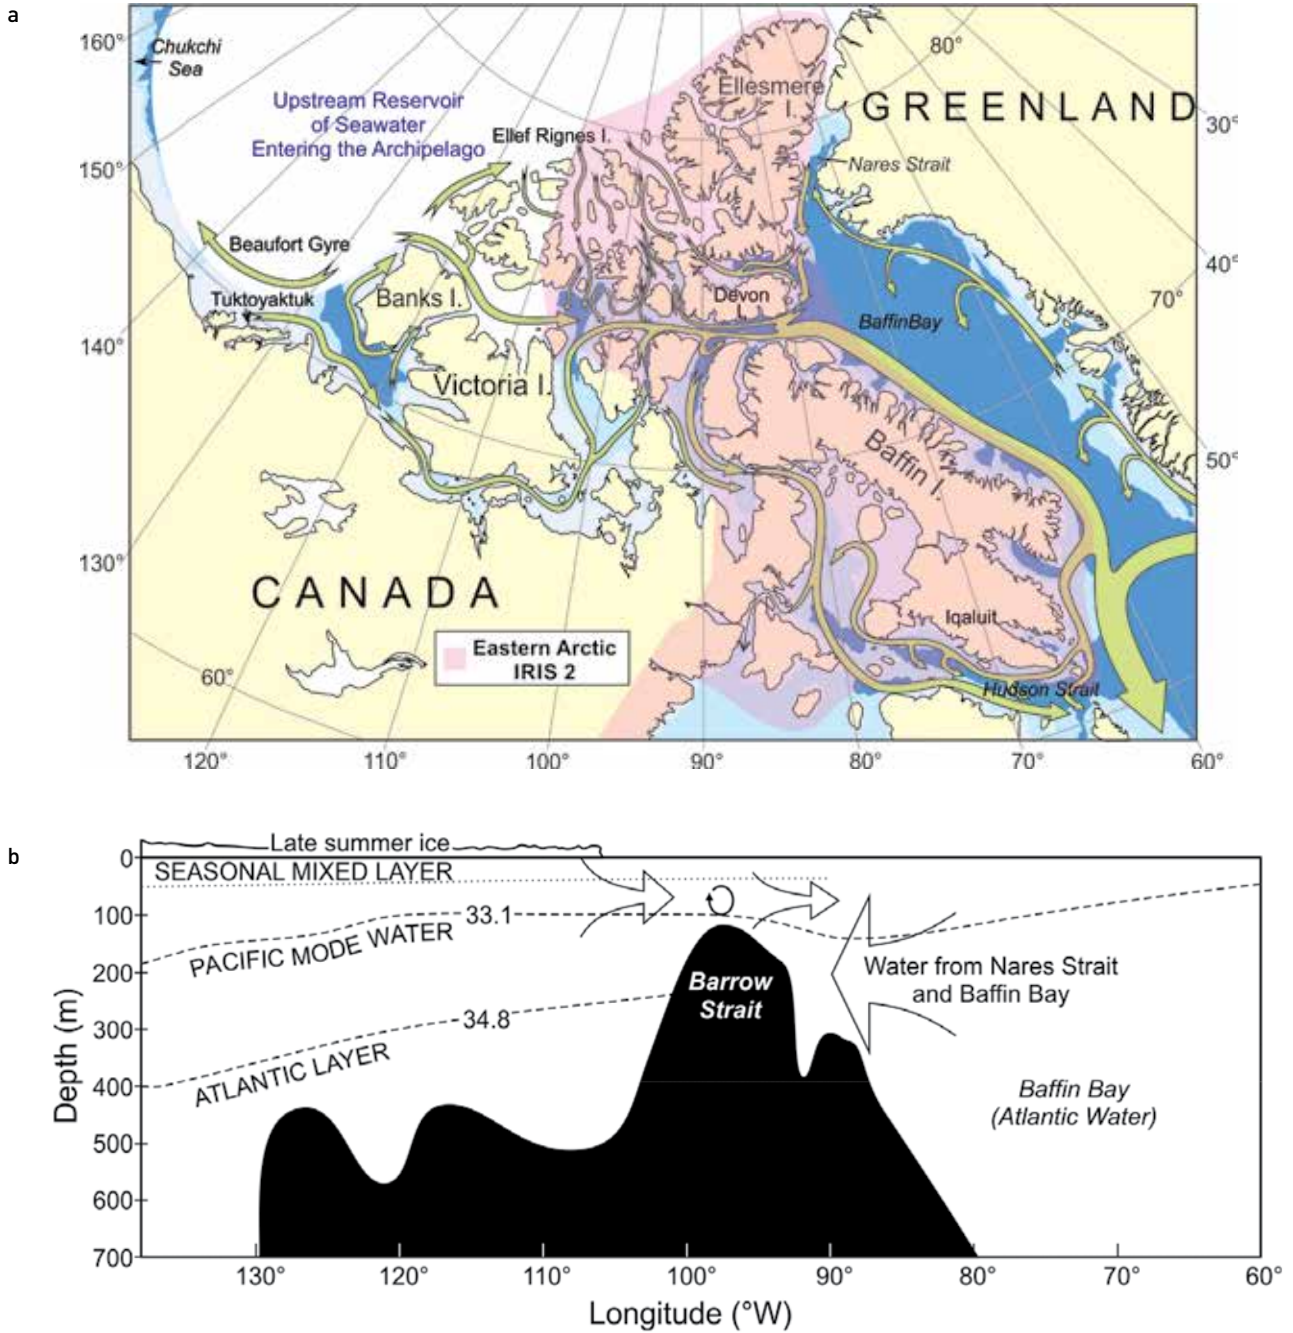 a
160°
Chukchi
Sea
Upstream Reservoir
of Seawater
Entering the Archipelago
Ellef Rignes I.
Ellesmere
I.
80°
GREENLAND
30°
Nares Strait
150°
Beaufort Gyre
Tuktoyaktuk
Banks I.
Devon
I.
40°
70°
BaffinBay
140°
Victoria I.
Baffin I.
50°
130°
CANADA
Iqaluit
Eastern Arctic
IRIS 2
60°
Hudson Strait
120°
110°
100°
90°
80°
70°
60°
b
Late summer ice
0
SEASONAL MIXED LAYER
100
33.1
PACIFIC MODE WATER
200
Barrow
Strait
Water from Nares Strait
and Baffin Bay
300
34.8
ATLANTIC LAYER
400
Baffin Bay
(Atlantic Water)
500
600
700
Depth (m)
130°
120°
110°
100°
90°
80°
70°
60°
Longitude (°W)